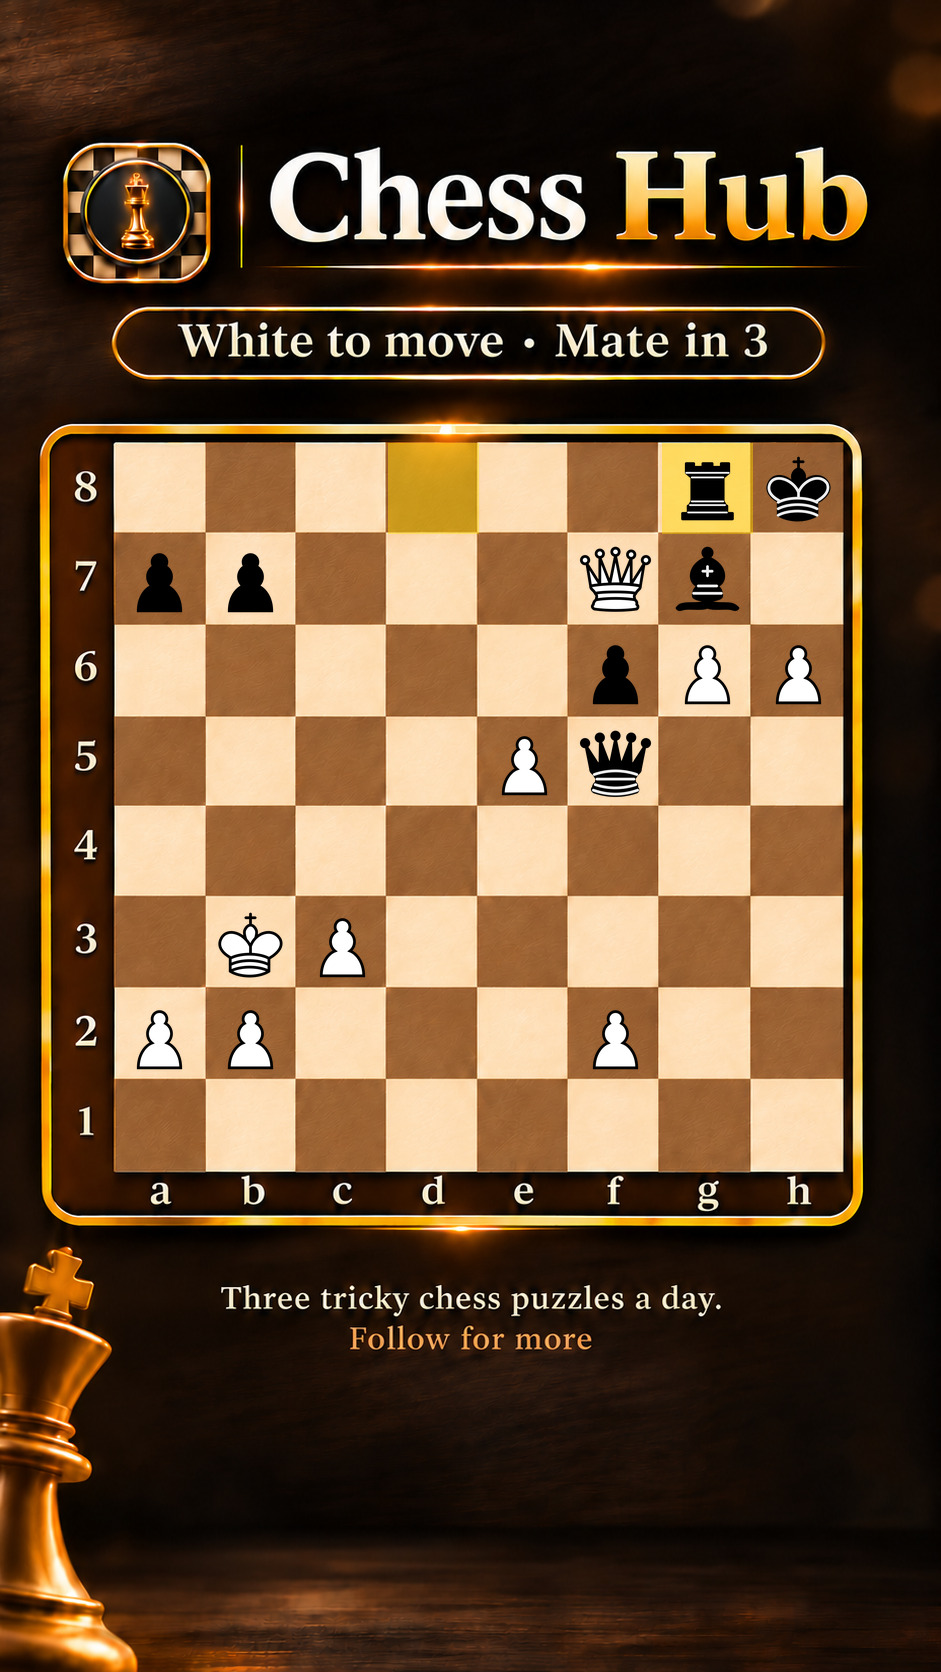 Chess Hub
White to move • Mate in 3
8
7
6
5
4
3
2
1
a b c d e f g h
Three tricky chess puzzles a day.
Follow for more